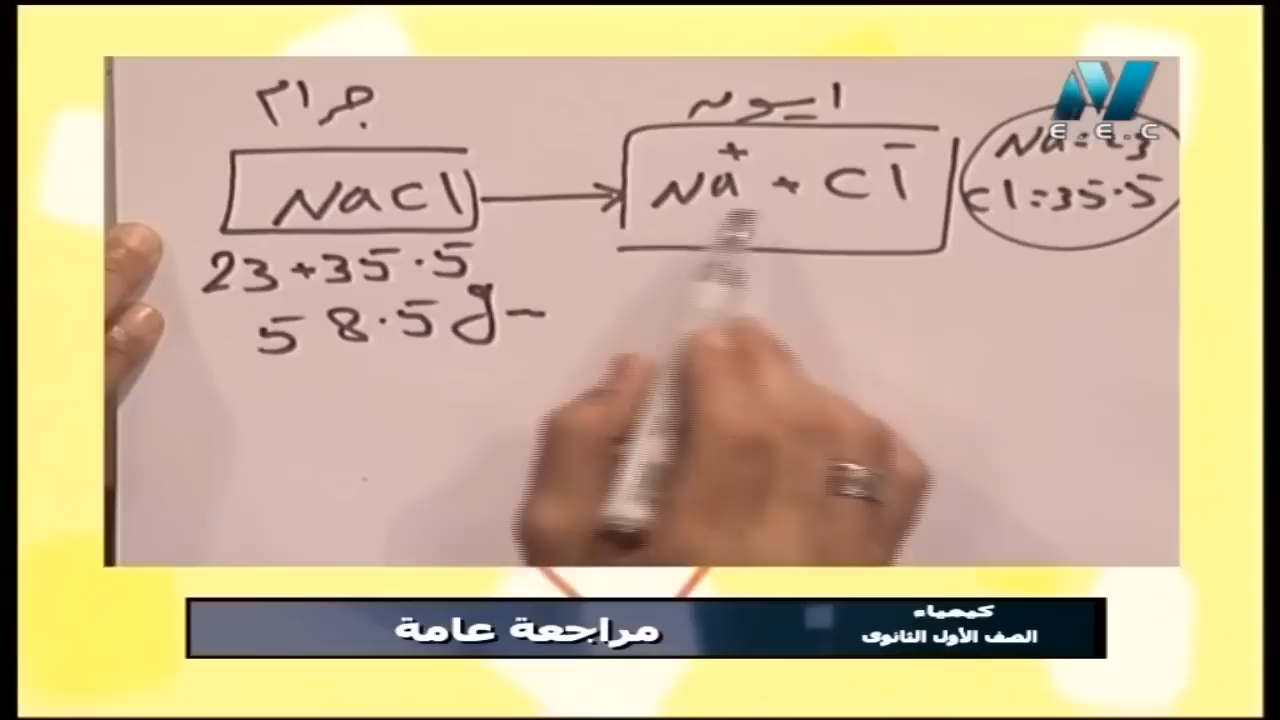 جرام
ايون
NaCl → Na⁺ + Cl⁻
Na = 23
Cl = 35.5
23 + 35.5
58.5 g
E.E.C
كيمياء
الصف الأول الثانوى
مراجعة عامة